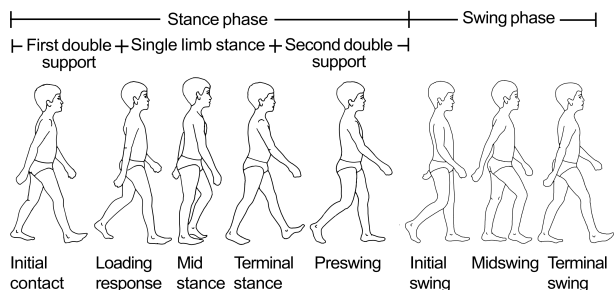 Stance phase
Swing phase
First double support
Single limb stance
Second double support
Initial contact
Loading response
Mid stance
Terminal stance
Preswing
Initial swing
Midswing
Terminal swing